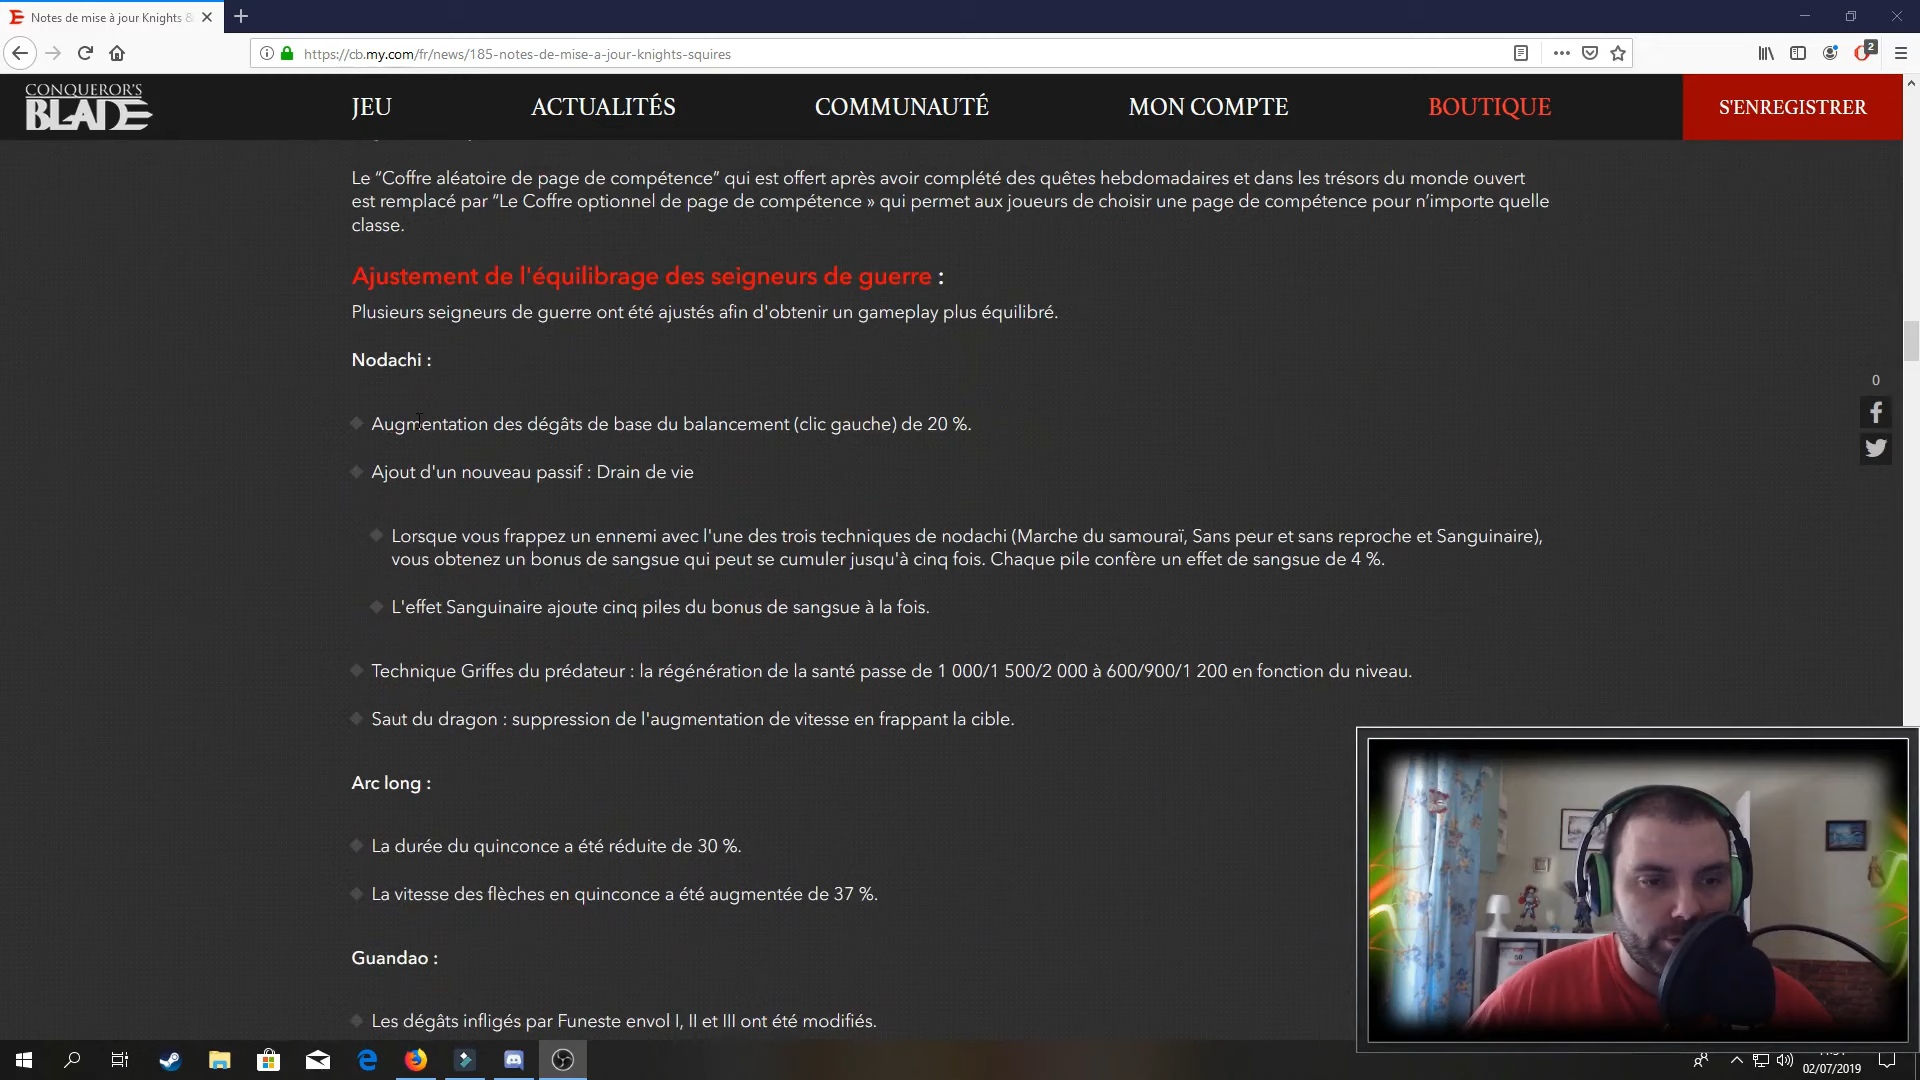 Notes de mise à jour Knights &
https://cb.my.com/fr/news/185-notes-de-mise-a-jour-knights-squires
2
CONQUEROR'S
BLADE
JEU
ACTUALITÉS
COMMUNAUTÉ
MON COMPTE
BOUTIQUE
S'ENREGISTRER
Le “Coffre aléatoire de page de compétence” qui est offert après avoir complété des quêtes hebdomadaires et dans les trésors du monde ouvert
est remplacé par “Le Coffre optionnel de page de compétence » qui permet aux joueurs de choisir une page de compétence pour n’importe quelle
classe.
Ajustement de l'équilibrage des seigneurs de guerre :
Plusieurs seigneurs de guerre ont été ajustés afin d'obtenir un gameplay plus équilibré.
Nodachi :
0
Augmentation des dégâts de base du balancement (clic gauche) de 20 %.
Ajout d'un nouveau passif : Drain de vie
Lorsque vous frappez un ennemi avec l'une des trois techniques de nodachi (Marche du samouraï, Sans peur et sans reproche et Sanguinaire),
vous obtenez un bonus de sangsue qui peut se cumuler jusqu'à cinq fois. Chaque pile confère un effet de sangsue de 4 %.
L'effet Sanguinaire ajoute cinq piles du bonus de sangsue à la fois.
Technique Griffes du prédateur : la régénération de la santé passe de 1 000/1 500/2 000 à 600/900/1 200 en fonction du niveau.
Saut du dragon : suppression de l'augmentation de vitesse en frappant la cible.
Arc long :
La durée du quinconce a été réduite de 30 %.
La vitesse des flèches en quinconce a été augmentée de 37 %.
Guandao :
Les dégâts infligés par Funeste envol I, II et III ont été modifiés.
02/07/2019